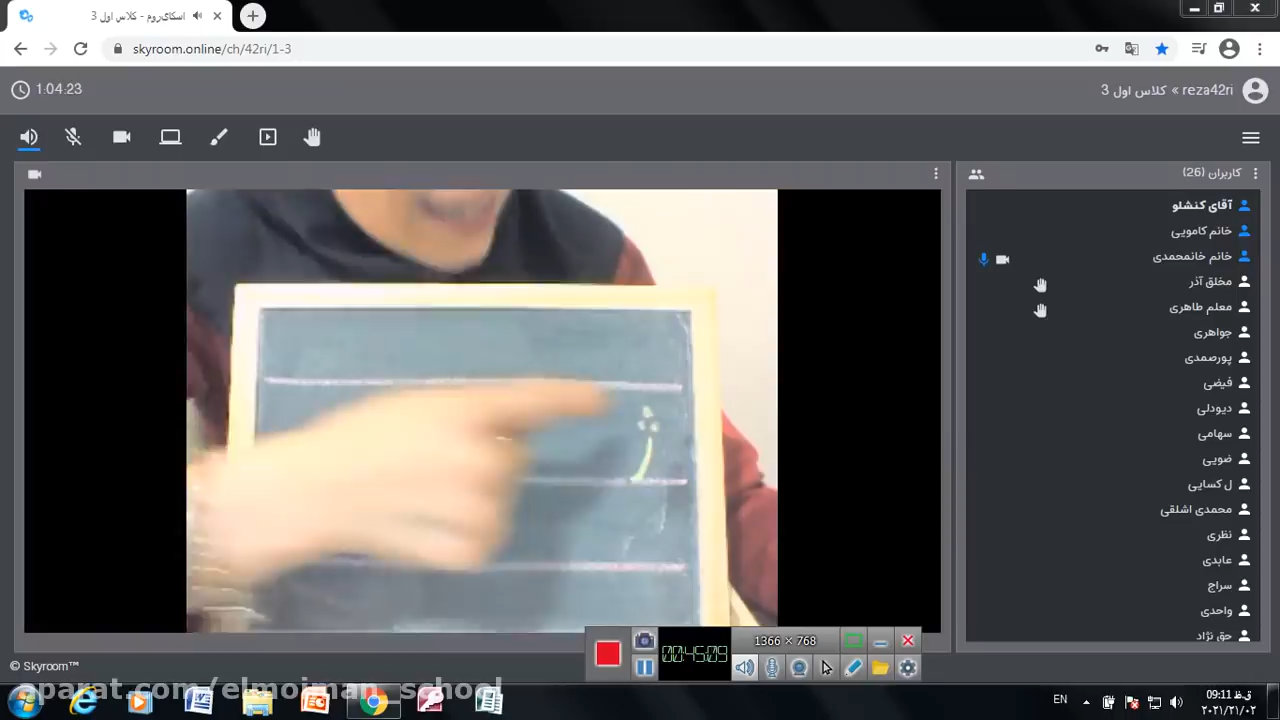 اسکای‌روم - کلاس اول 3
skyroom.online/ch/42ri/1-3
1:04:23
reza42ri » کلاس اول 3
کاربران (26)
آقای کنشلو
خانم کامویی
خانم خانمحمدی
مخلق آذر
معلم طاهری
جواهری
پورصمدی
فیضی
دیودلی
سهامی
ضویی
ل کسایی
محمدی اشلقی
نظری
عابدی
سراج
واحدی
حق نژاد
ژ
1366 × 768
00:45:09
© Skyroom™
aparat.com/elmoiman_school
EN
09:11 ق.ظ
۲۰۲۱/۳۱/۰۲